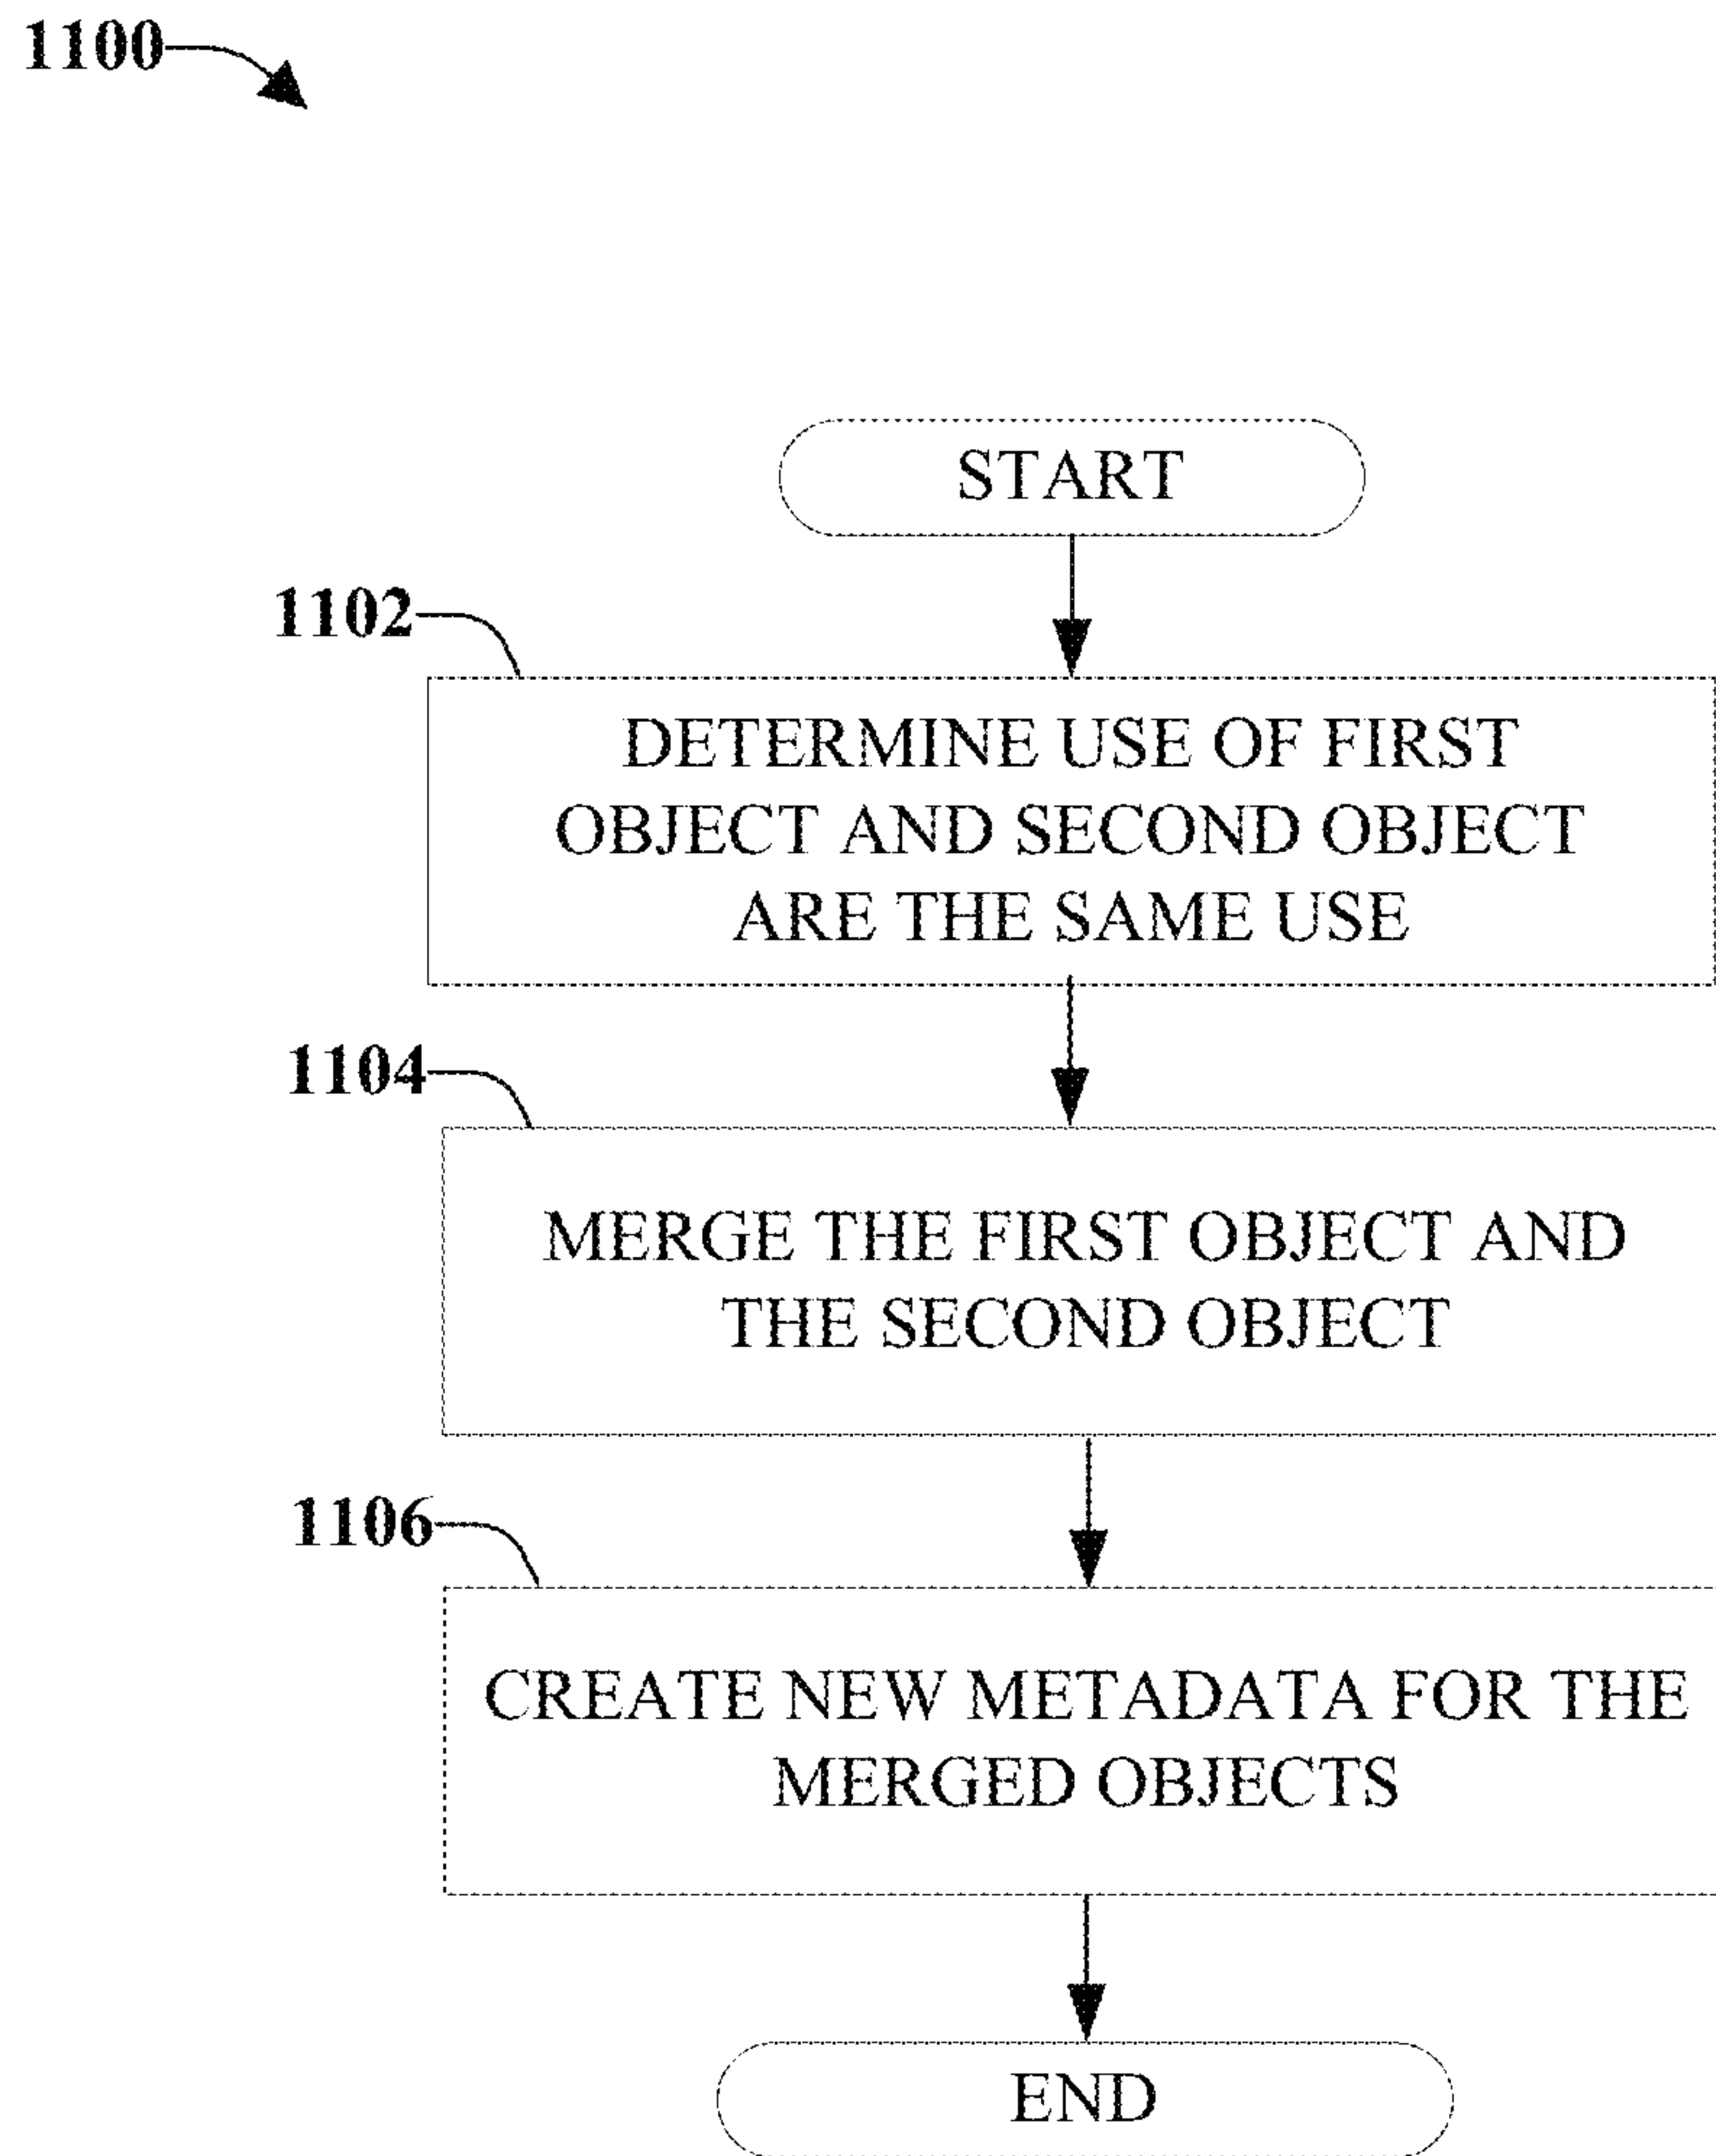 1100
START
1102
DETERMINE USE OF FIRST
OBJECT AND SECOND OBJECT
ARE THE SAME USE
1104
MERGE THE FIRST OBJECT AND
THE SECOND OBJECT
1106
CREATE NEW METADATA FOR THE
MERGED OBJECTS
END